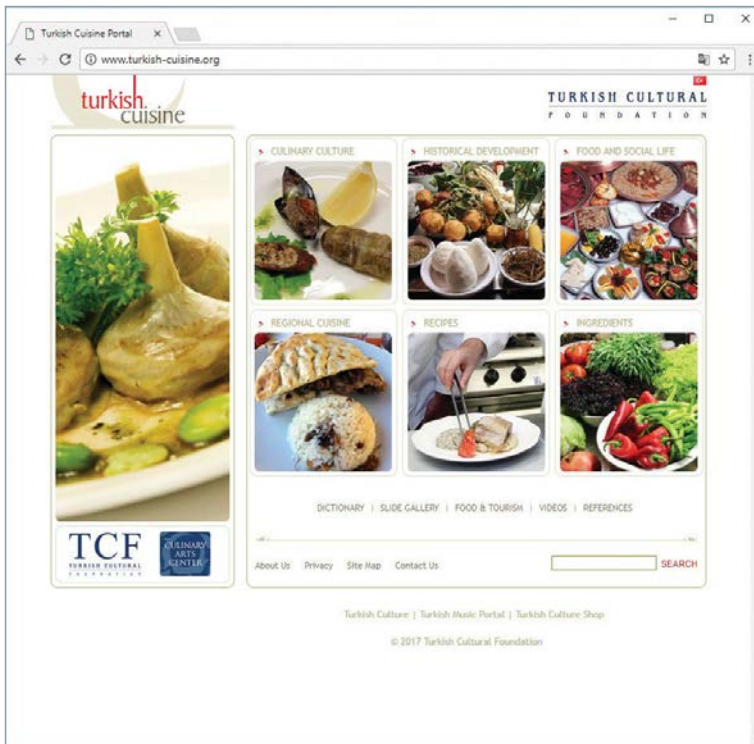 Turkish Cuisine Portal
www.turkish-cuisine.org
turkish
cuisine
TURKISH CULTURAL
FOUNDATION
CULINARY CULTURE
HISTORICAL DEVELOPMENT
FOOD AND SOCIAL LIFE
REGIONAL CUISINE
RECIPES
INGREDIENTS
DICTIONARY | SLIDE GALLERY | FOOD & TOURISM | VIDEOS | REFERENCES
TCF
TURKISH CULTURAL
FOUNDATION
CULINARY
ARTS
CENTER
About Us Privacy Site Map Contact Us
SEARCH
Turkish Culture | Turkish Music Portal | Turkish Culture Shop
© 2017 Turkish Cultural Foundation